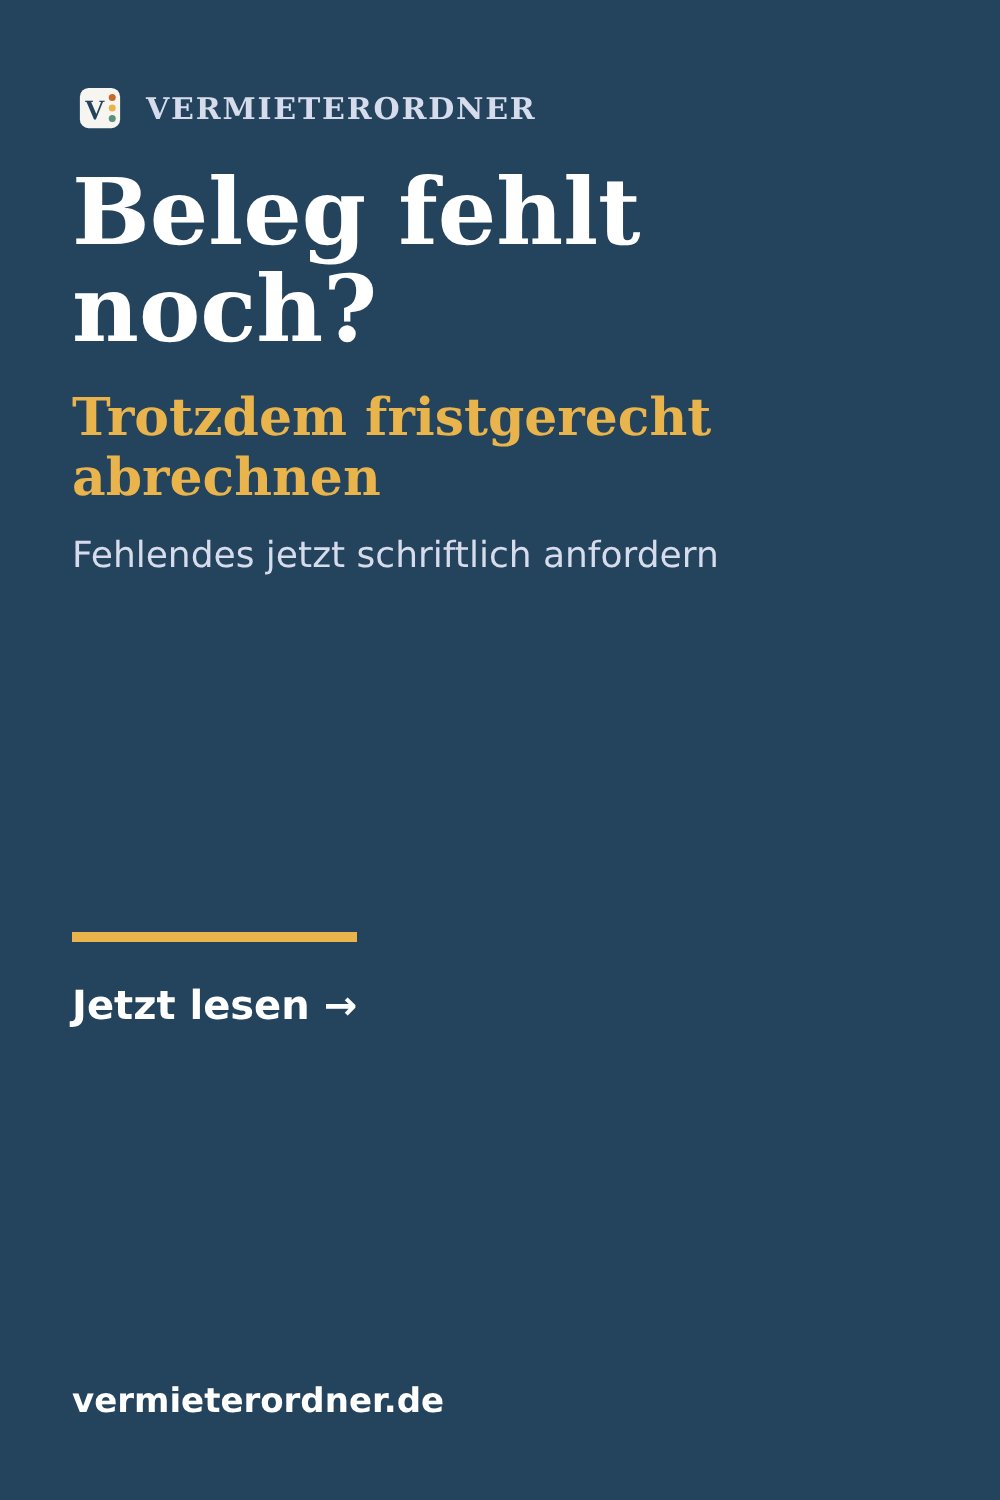 V
VERMIETERORDNER
Beleg fehlt
noch?
Trotzdem fristgerecht
abrechnen
Fehlendes jetzt schriftlich anfordern
Jetzt lesen →
vermieterordner.de